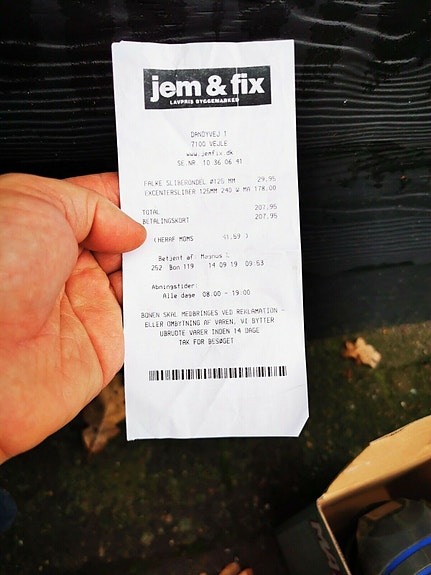 jem & fix
LAVPRIS BYGGEMARKED
DANDYVEJ 1
7100 VEJLE
www.jemfix.dk
SE.NR 10 36 06 41
FALKE SLIBERONDEL Ø125 MM 29,95
EXCENTERSLIBER 125MM 240 W MA 178,00
TOTAL 207,95
BETALINGSKORT 207,95
(HERAF MOMS 41,59 )
Betjent af: Magnus
252 Bon 119 14 09 19 09:53
Åbningstider:
Alle dage 08:00 - 19:00
BONEN SKAL MEDBRINGES VED REKLAMATION -
ELLER OMBYTNING AF VAREN. VI BYTTER
UBRUDTE VARER INDEN 14 DAGE
TAK FOR BESØGET